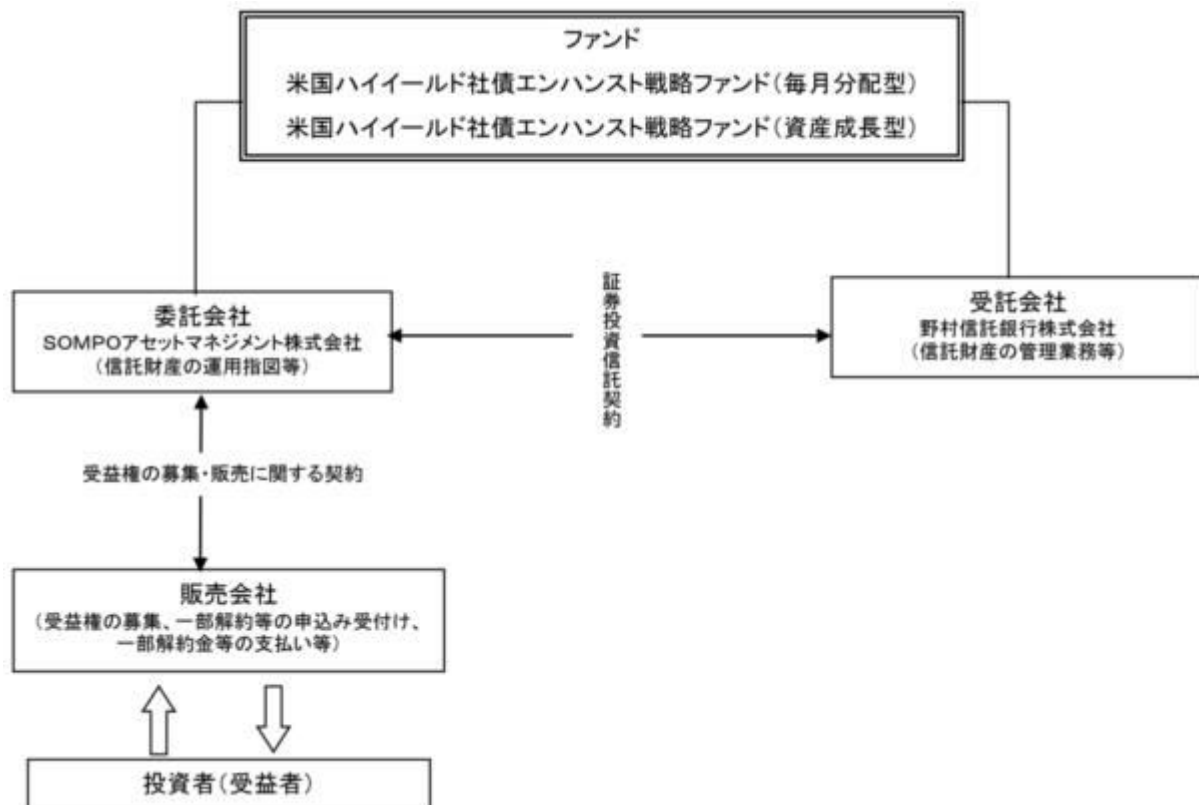 ファンド
米国ハイイールド社債エンハンスト戦略ファンド(毎月分配型)
米国ハイイールド社債エンハンスト戦略ファンド(資産成長型)
委託会社
SOMPOアセットマネジメント株式会社
(信託財産の運用指図等)
証券投資信託契約
受託会社
野村信託銀行株式会社
(信託財産の管理業務等)
受益権の募集・販売に関する契約
販売会社
(受益権の募集、一部解約等の申込み受付け、
一部解約金等の支払い等)
投資者(受益者)